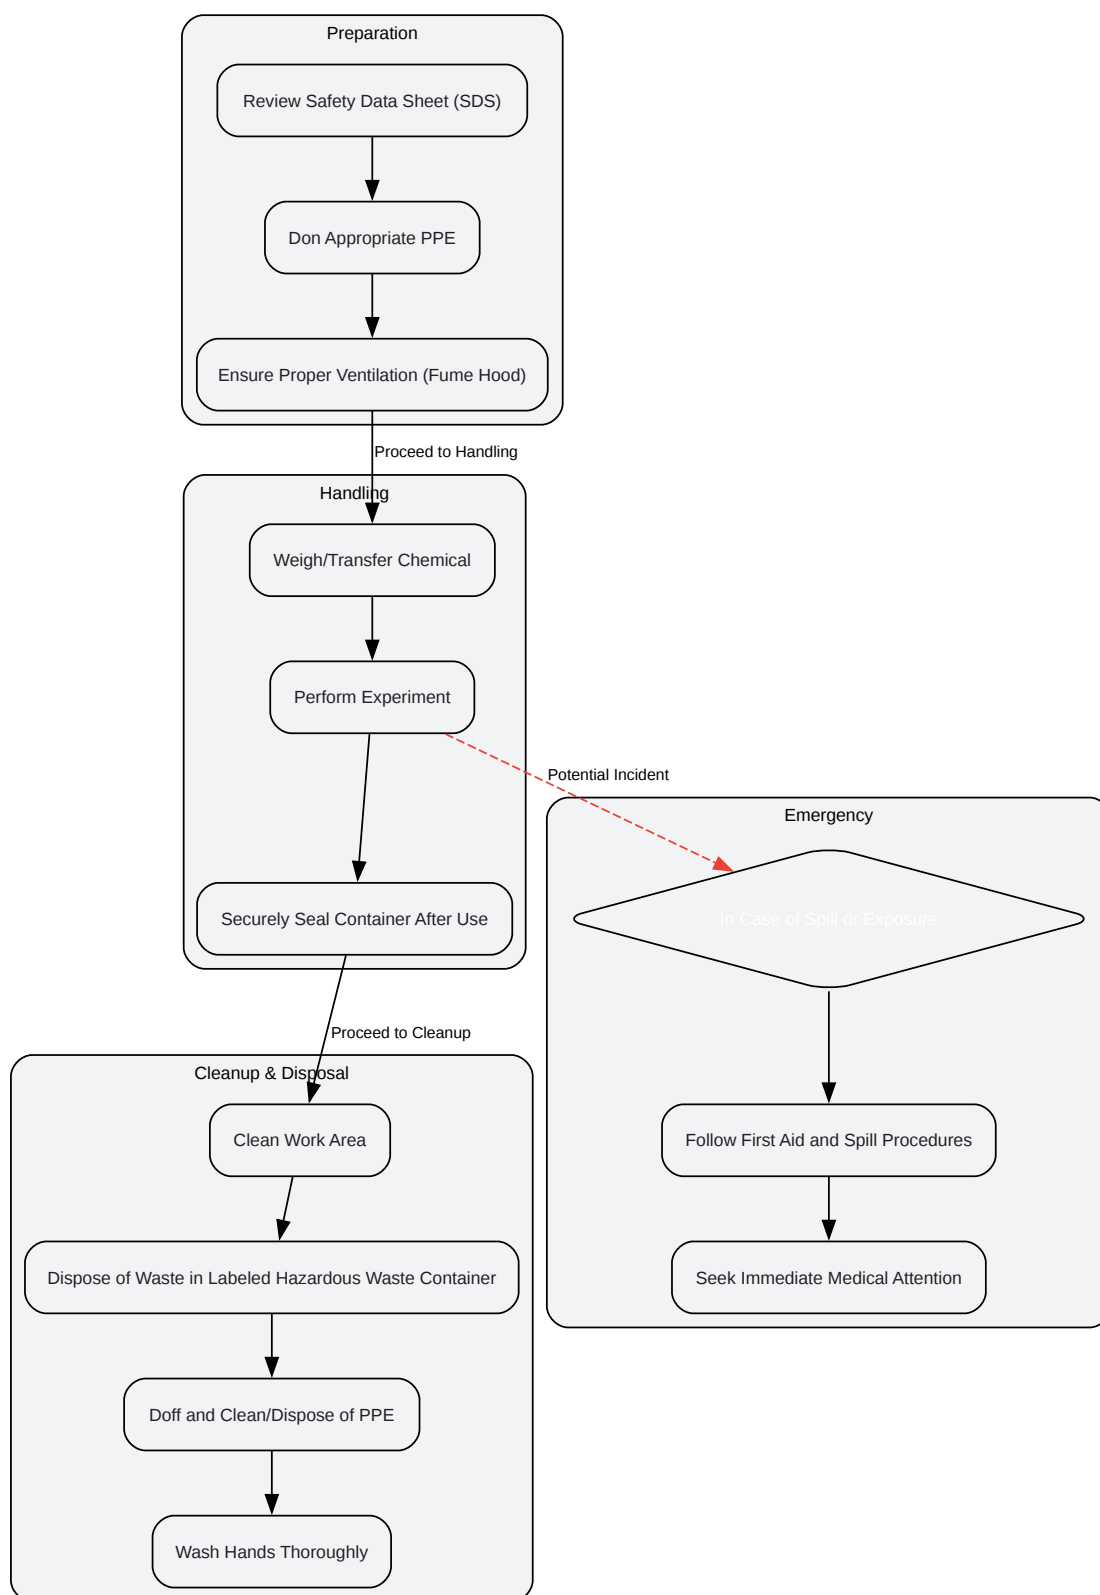 Preparation
Review Safety Data Sheet (SDS)
Don Appropriate PPE
Ensure Proper Ventilation (Fume Hood)
Proceed to Handling
Handling
Weigh/Transfer Chemical
Perform Experiment
Potential Incident
Emergency
In Case of Spill or Exposure
Securely Seal Container After Use
Proceed to Cleanup
Cleanup & Disposal
Clean Work Area
Follow First Aid and Spill Procedures
Dispose of Waste in Labeled Hazardous Waste Container
Seek Immediate Medical Attention
Doff and Clean/Dispose of PPE
Wash Hands Thoroughly